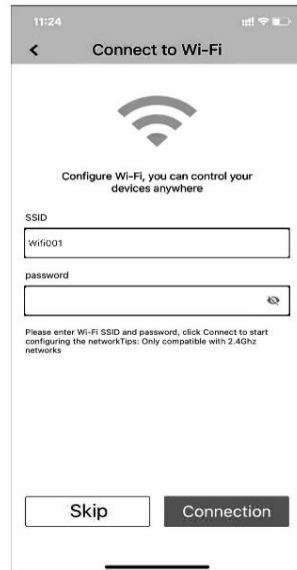 11:24
Connect to Wi-Fi
Configure Wi-Fi, you can control your
devices anywhere
SSID
Wifi001
password
Please enter Wi-Fi SSID and password, click Connect to start
configuring the networkTips: Only compatible with 2.4Ghz
networks
Skip
Connection